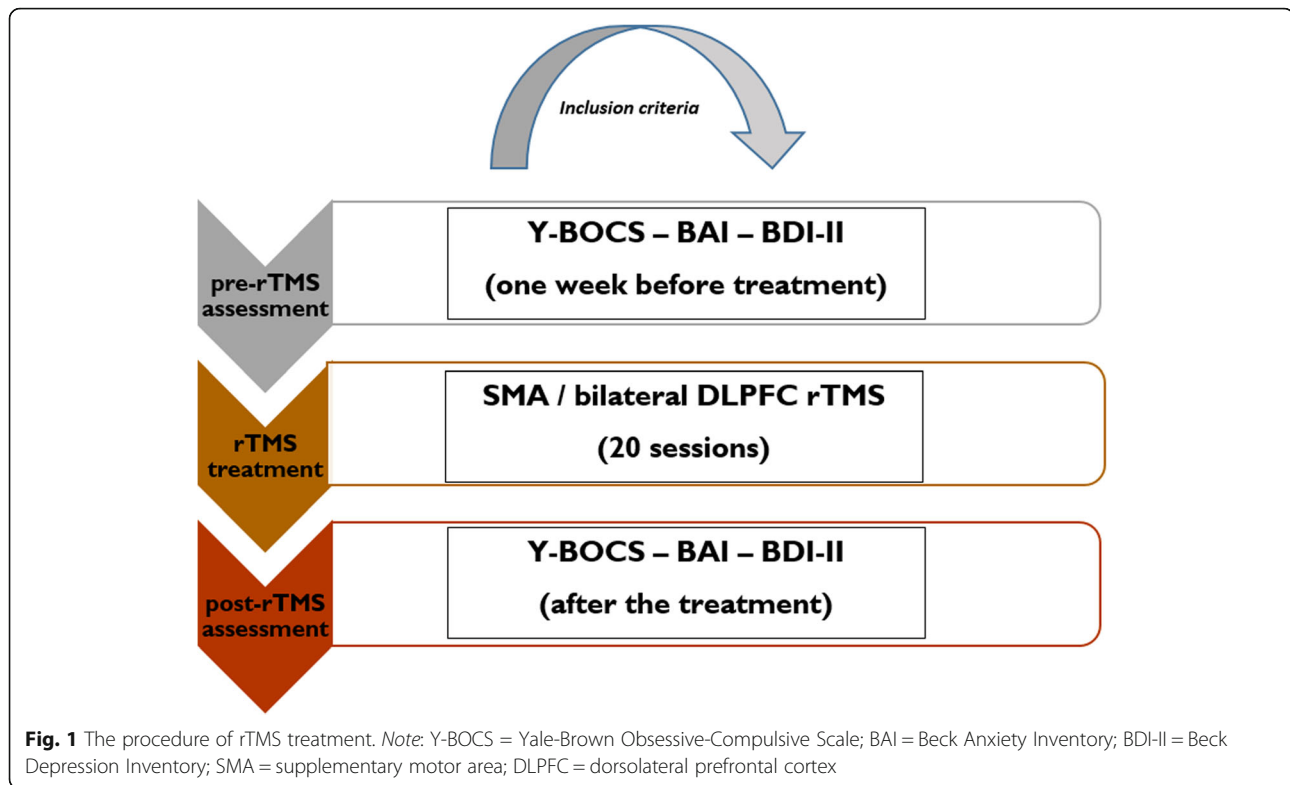 Inclusion criteria
pre-rTMS
assessment
Y-BOCS – BAI – BDI-II
(one week before treatment)
rTMS
treatment
SMA / bilateral DLPFC rTMS
(20 sessions)
post-rTMS
assessment
Y-BOCS – BAI – BDI-II
(after the treatment)
Fig. 1 The procedure of rTMS treatment. Note: Y-BOCS = Yale-Brown Obsessive-Compulsive Scale; BAI = Beck Anxiety Inventory; BDI-II = Beck
Depression Inventory; SMA = supplementary motor area; DLPFC = dorsolateral prefrontal cortex